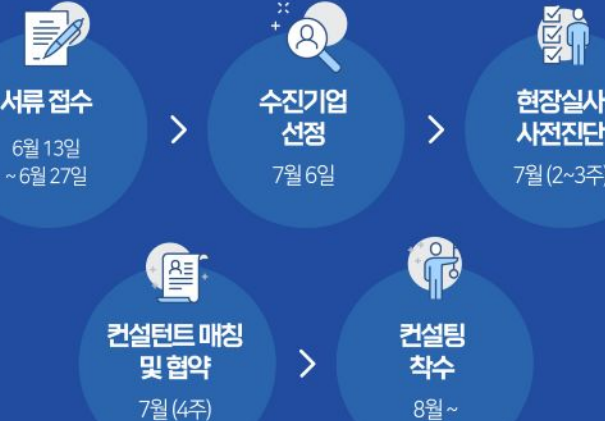 서류 접수
6월 13일
~ 6월 27일
수진기업
선정
7월 6일
현장실사
사전진단
7월 (2~3주)
컨설턴트 매칭
및 협약
7월 (4주)
컨설팅
착수
8월 ~